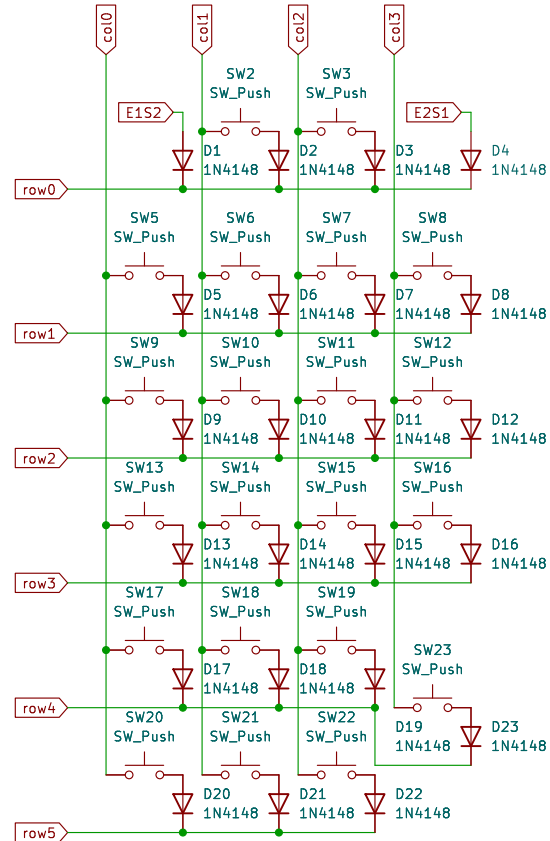 col0 col1 col2 col3
SW2 SW3
SW_Push SW_Push
E1S2 E2S1
D1 D2 D3 D4
1N4148 1N4148 1N4148 1N4148
row0
SW5 SW6 SW7 SW8
SW_Push SW_Push SW_Push SW_Push
D5 D6 D7 D8
1N4148 1N4148 1N4148 1N4148
row1
SW9 SW10 SW11 SW12
SW_Push SW_Push SW_Push SW_Push
D9 D10 D11 D12
1N4148 1N4148 1N4148 1N4148
row2
SW13 SW14 SW15 SW16
SW_Push SW_Push SW_Push SW_Push
D13 D14 D15 D16
1N4148 1N4148 1N4148 1N4148
row3
SW17 SW18 SW19
SW_Push SW_Push SW_Push
SW23
SW_Push
D17 D18
1N4148 1N4148
row4
SW20 SW21 SW22
SW_Push SW_Push SW_Push
D19 D23
1N4148 1N4148
D20 D21 D22
1N4148 1N4148 1N4148
row5